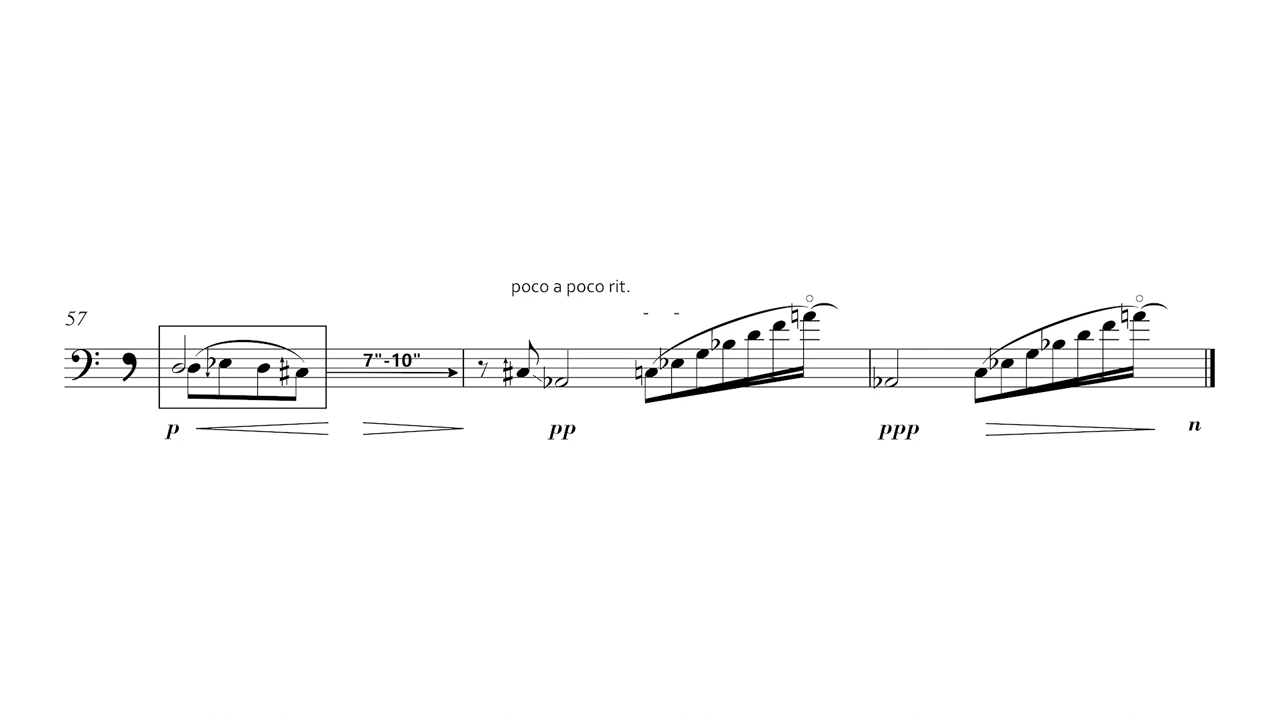 poco a poco rit. - -
57
7"-10"
p pp ppp n